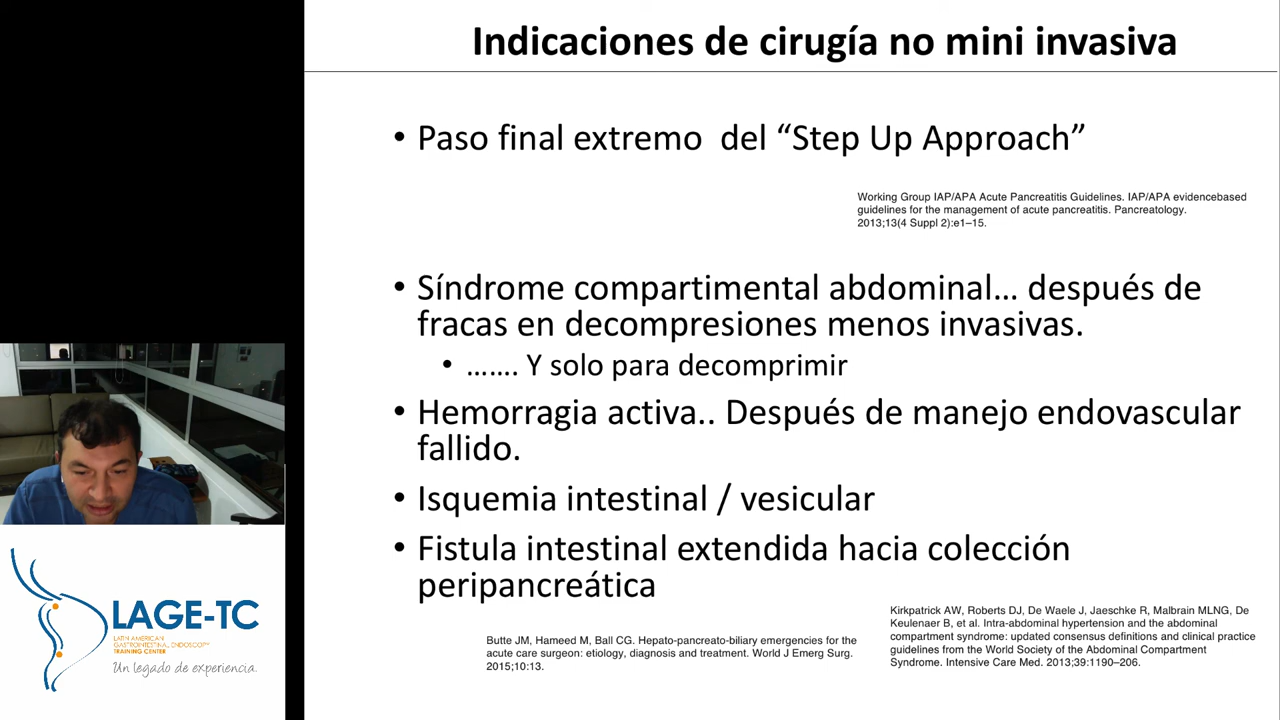 Indicaciones de cirugía no mini invasiva
• Paso final extremo del “Step Up Approach”
Working Group IAP/APA Acute Pancreatitis Guidelines. IAP/APA evidencebased
guidelines for the management of acute pancreatitis. Pancreatology.
2013;13(4 Suppl 2):e1–15.
• Síndrome compartimental abdominal... después de
fracas en decompresiones menos invasivas.
• ....... Y solo para decomprimir
• Hemorragia activa.. Después de manejo endovascular
fallido.
• Isquemia intestinal / vesicular
• Fistula intestinal extendida hacia colección
peripancreática
Butte JM, Hameed M, Ball CG. Hepato-pancreato-biliary emergencies for the
acute care surgeon: etiology, diagnosis and treatment. World J Emerg Surg.
2015;10:13.
Kirkpatrick AW, Roberts DJ, De Waele J, Jaeschke R, Malbrain MLNG, De
Keulenaer B, et al. Intra-abdominal hypertension and the abdominal
compartment syndrome: updated consensus definitions and clinical practice
guidelines from the World Society of the Abdominal Compartment
Syndrome. Intensive Care Med. 2013;39:1190–206.
LAGE-TC
LATIN AMERICAN
GASTROINTESTINAL ENDOSCOPY
TRAINING CENTER
Un legado de experiencia.